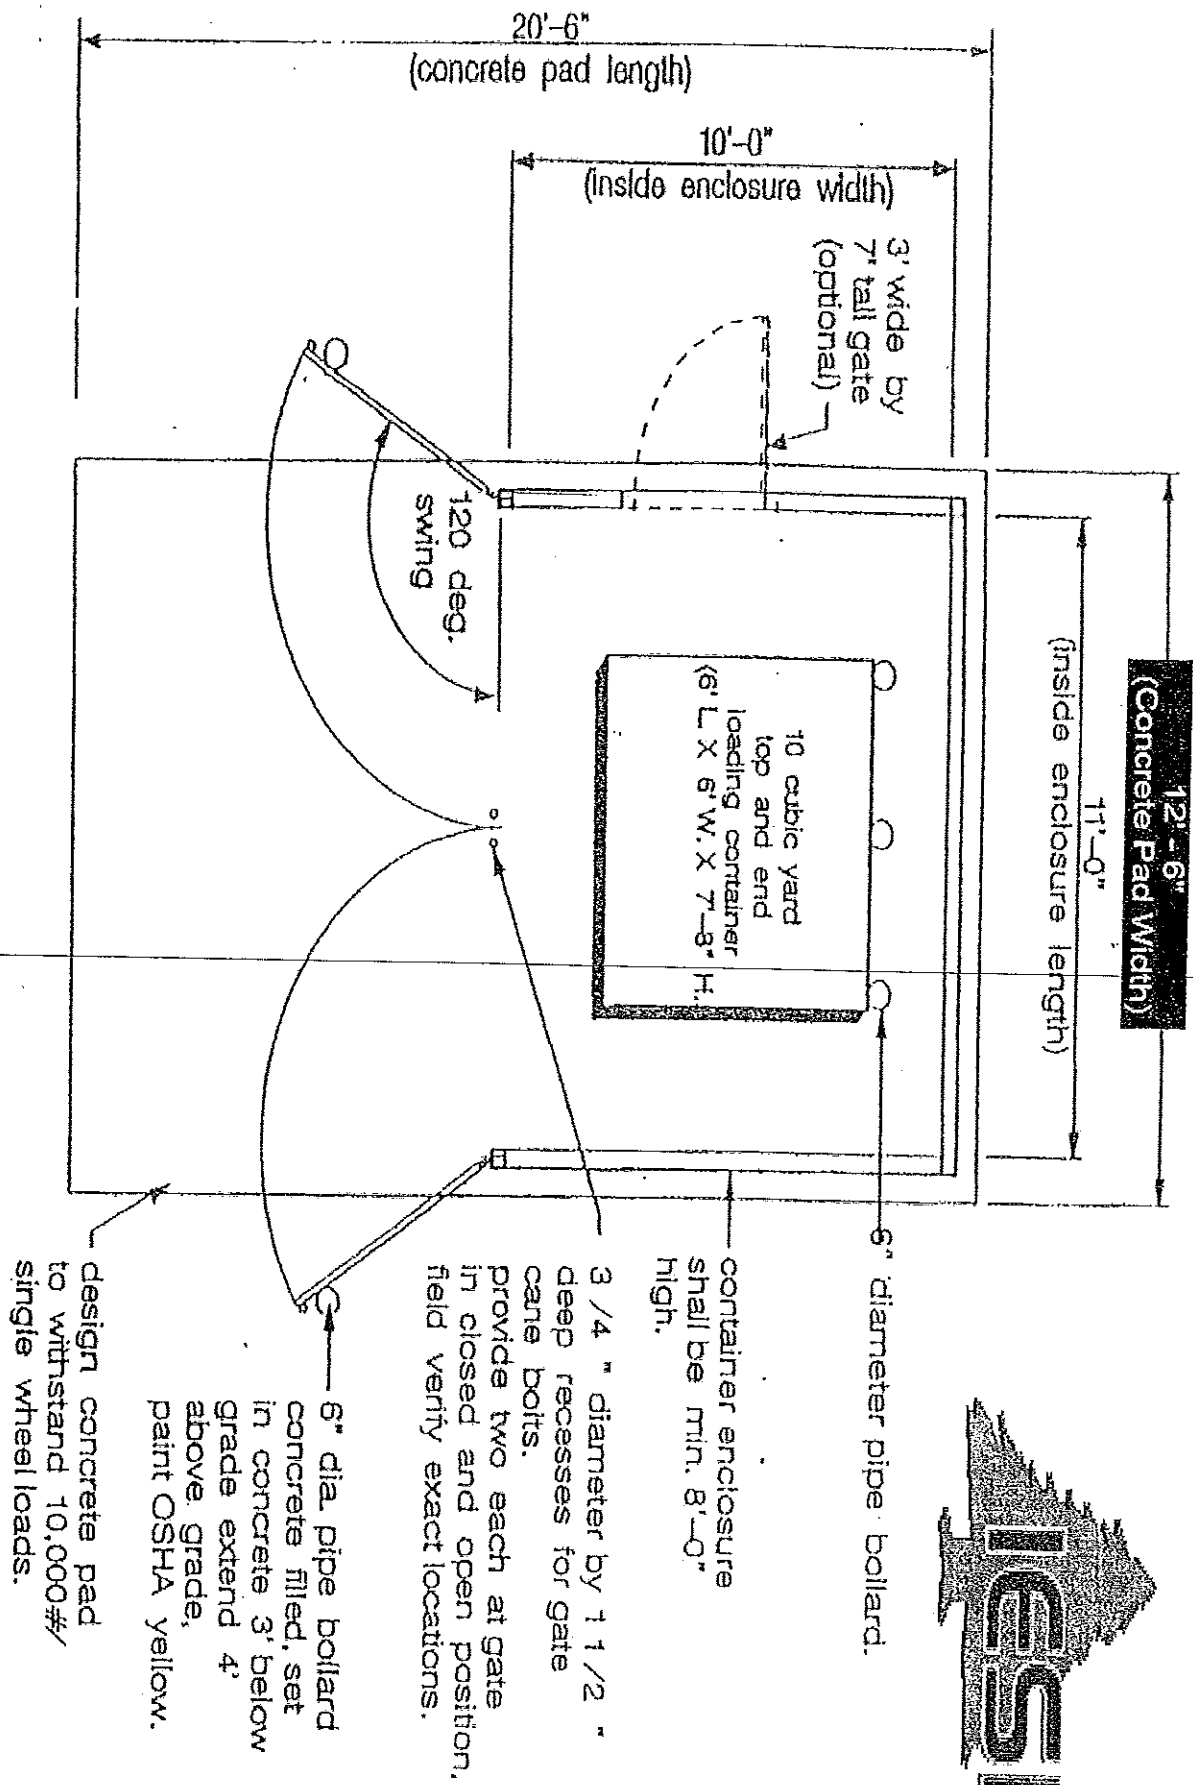 20'-6"
(concrete pad length)
10'-0"
(inside enclosure width)
3' wide by
7' tall gate
(optional)
12'-6"
(Concrete Pad Width)
11'-0"
(inside enclosure length)
120 deg.
swing
10 cubic yard
top and end
loading container
(6' L X 6' W. X 7'-8" H.
6" diameter pipe bollard.
container enclosure
shall be min. 8'-0"
high.
3 /4 " diameter by 1 1 /2 "
deep recesses for gate
cane bolts.
provide two each at gate
in closed and open position,
field verify exact locations.
6" dia. pipe bollard
concrete filled, set
in concrete 3' below
grade extend 4'
above grade,
paint OSHA yellow.
design concrete pad
to withstand 10,000#/
single wheel loads.
IESI